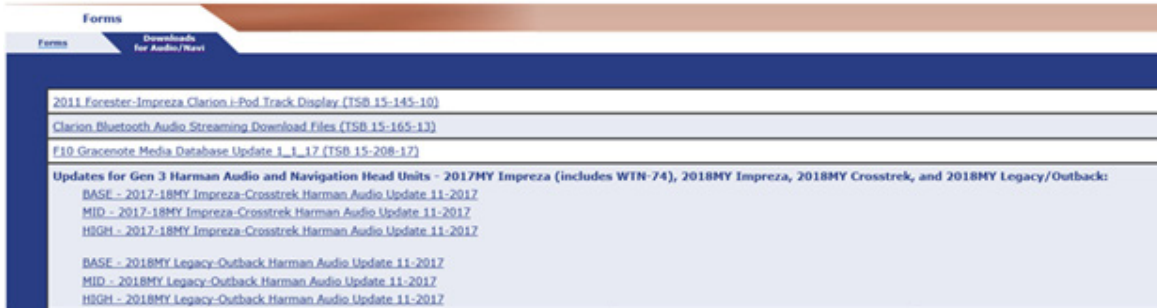 Forms
Forms
Downloads
for Audio/Navi
2011 Forester-Impreza Clarion i-Pod Track Display (TSB 15-145-10)
Clarion Bluetooth Audio Streaming Download Files (TSB 15-165-13)
F10 Gracenote Media Database Update 1_1_17 (TSB 15-208-17)
Updates for Gen 3 Harman Audio and Navigation Head Units - 2017MY Impreza (includes WTN-74), 2018MY Impreza, 2018MY Crosstrek, and 2018MY Legacy/Outback:
BASE - 2017-18MY Impreza-Crosstrek Harman Audio Update 11-2017
MID - 2017-18MY Impreza-Crosstrek Harman Audio Update 11-2017
HIGH - 2017-18MY Impreza-Crosstrek Harman Audio Update 11-2017
BASE - 2018MY Legacy-Outback Harman Audio Update 11-2017
MID - 2018MY Legacy-Outback Harman Audio Update 11-2017
HIGH - 2018MY Legacy-Outback Harman Audio Update 11-2017